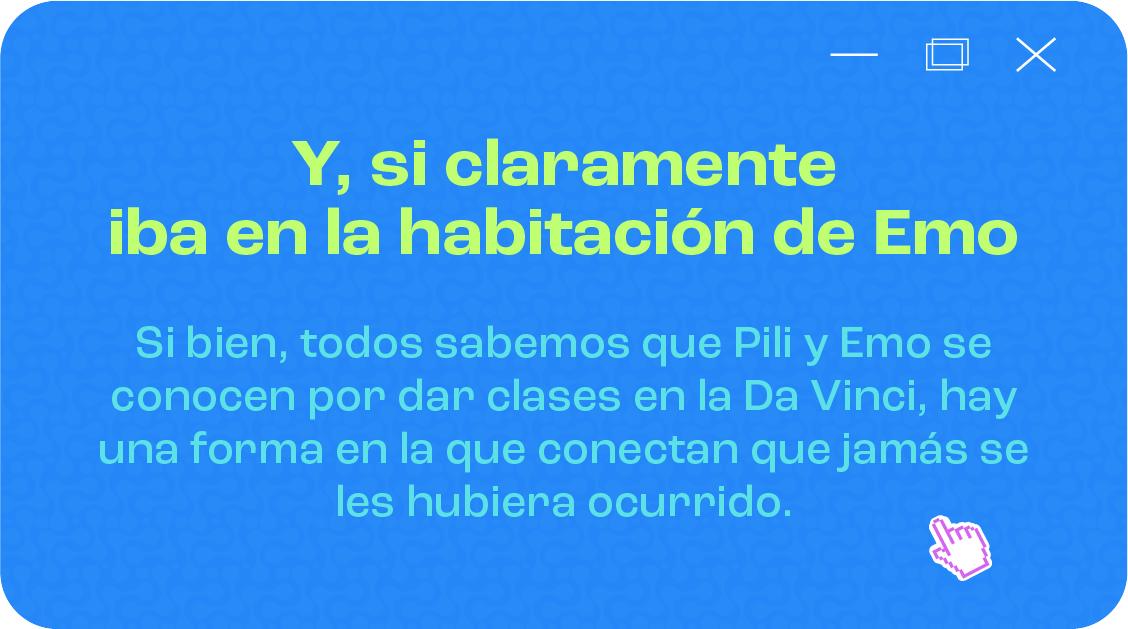 Y, si claramente
iba en la habitación de Emo
Si bien, todos sabemos que Pili y Emo se
conocen por dar clases en la Da Vinci, hay
una forma en la que conectan que jamás se
les hubiera ocurrido.